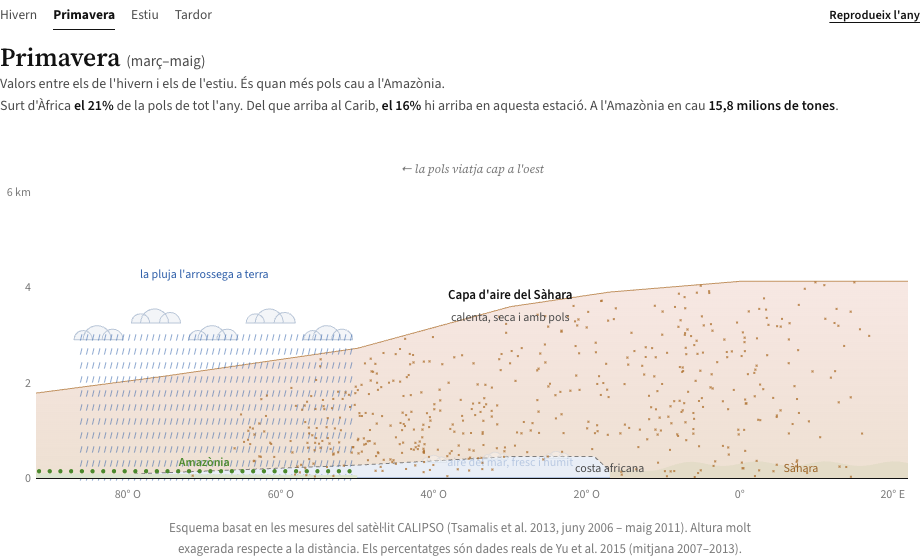 Hivern Primavera Estiu Tardor Reprodueix l'any
Primavera (març–maig)
Valors entre els de l'hivern i els de l'estiu. És quan més pols cau a l'Amazònia.
Surt d'Àfrica el 21% de la pols de tot l'any. Del que arriba al Carib, el 16% hi arriba en aquesta estació. A l'Amazònia en cau 15,8 milions de tones.
← la pols viatja cap a l'oest
6 km
la pluja l'arrossega a terra
4
Capa d'aire del Sàhara
calenta, seca i amb pols
2
Amazònia
aire del mar, fresc i humit
costa africana
Sàhara
0
80° O 60° O 40° O 20° O 0° 20° E
Esquema basat en les mesures del satèl·lit CALIPSO (Tsamalis et al. 2013, juny 2006 – maig 2011). Altura molt
exagerada respecte a la distància. Els percentatges són dades reals de Yu et al. 2015 (mitjana 2007–2013).